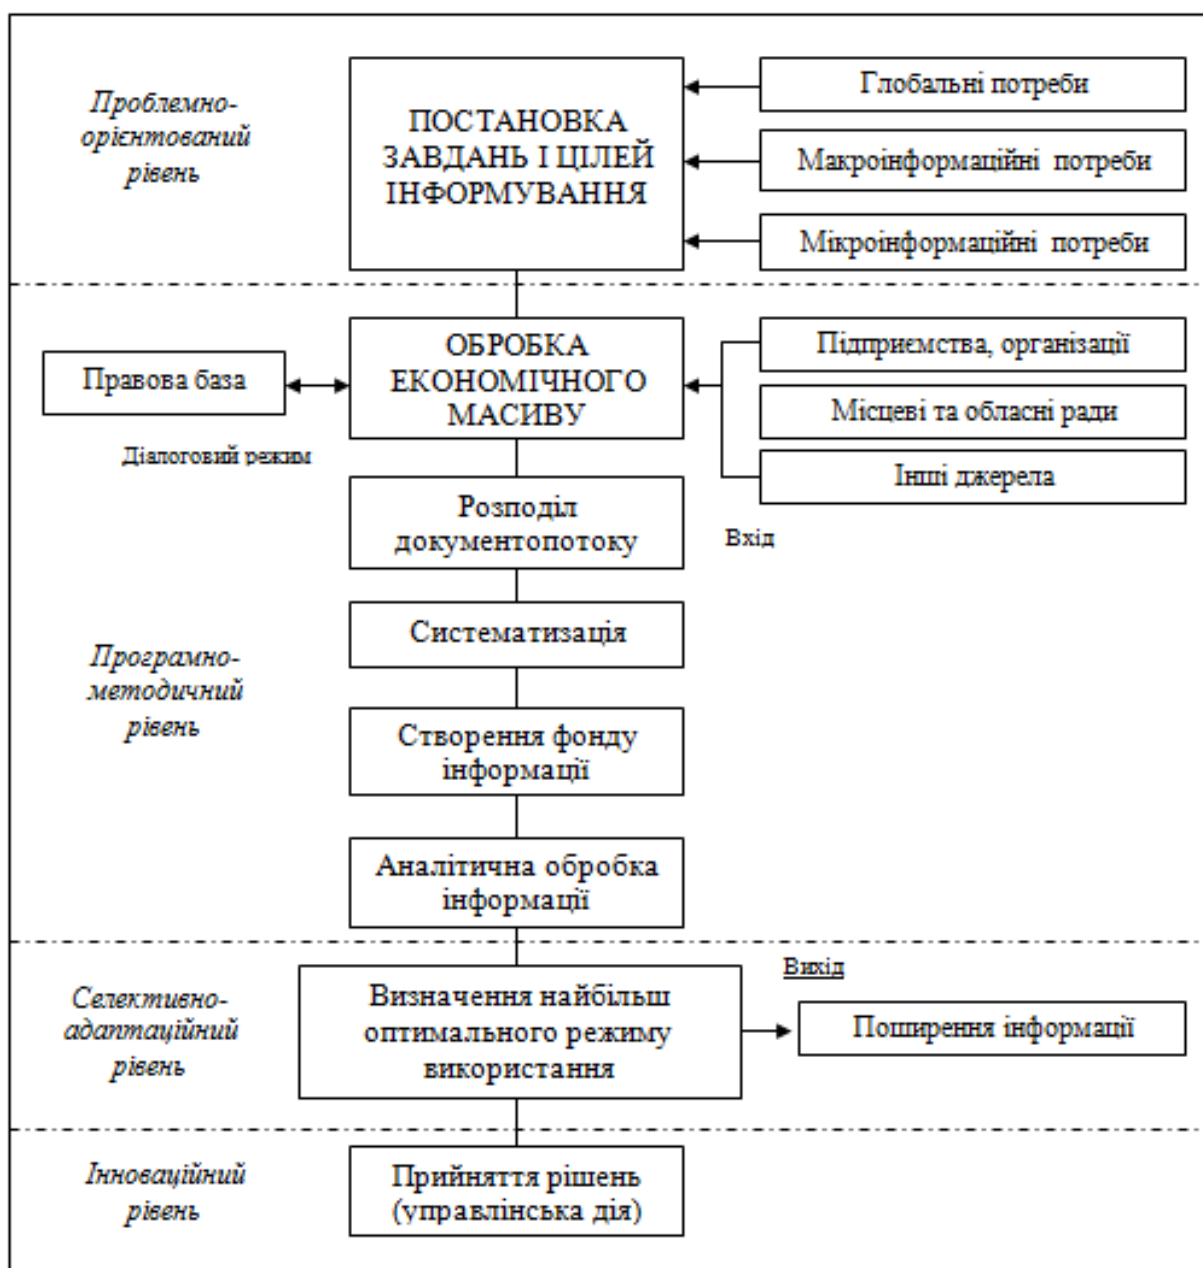 Проблемно-
орієнтований
рівень
ПОСТАНОВКА
ЗАВДАНЬ І ЦІЛЕЙ
ІНФОРМУВАННЯ
Глобальні потреби
Макроінформаційні потреби
Мікроінформаційні потреби
Правова база
Діалоговий режим
ОБРОБКА
ЕКОНОМІЧНОГО
МАСИВУ
Підприємства, організації
Місцеві та обласні ради
Інші джерела
Вхід
Розподіл
документопотоку
Систематизація
Програмно-
методичний
рівень
Створення фонду
інформації
Аналітична обробка
інформації
Селективно-
адаптаційний
рівень
Визначення найбільш
оптимального режиму
використання
Вихід
Поширення інформації
Інноваційний
рівень
Прийняття рішень
(управлінська дія)